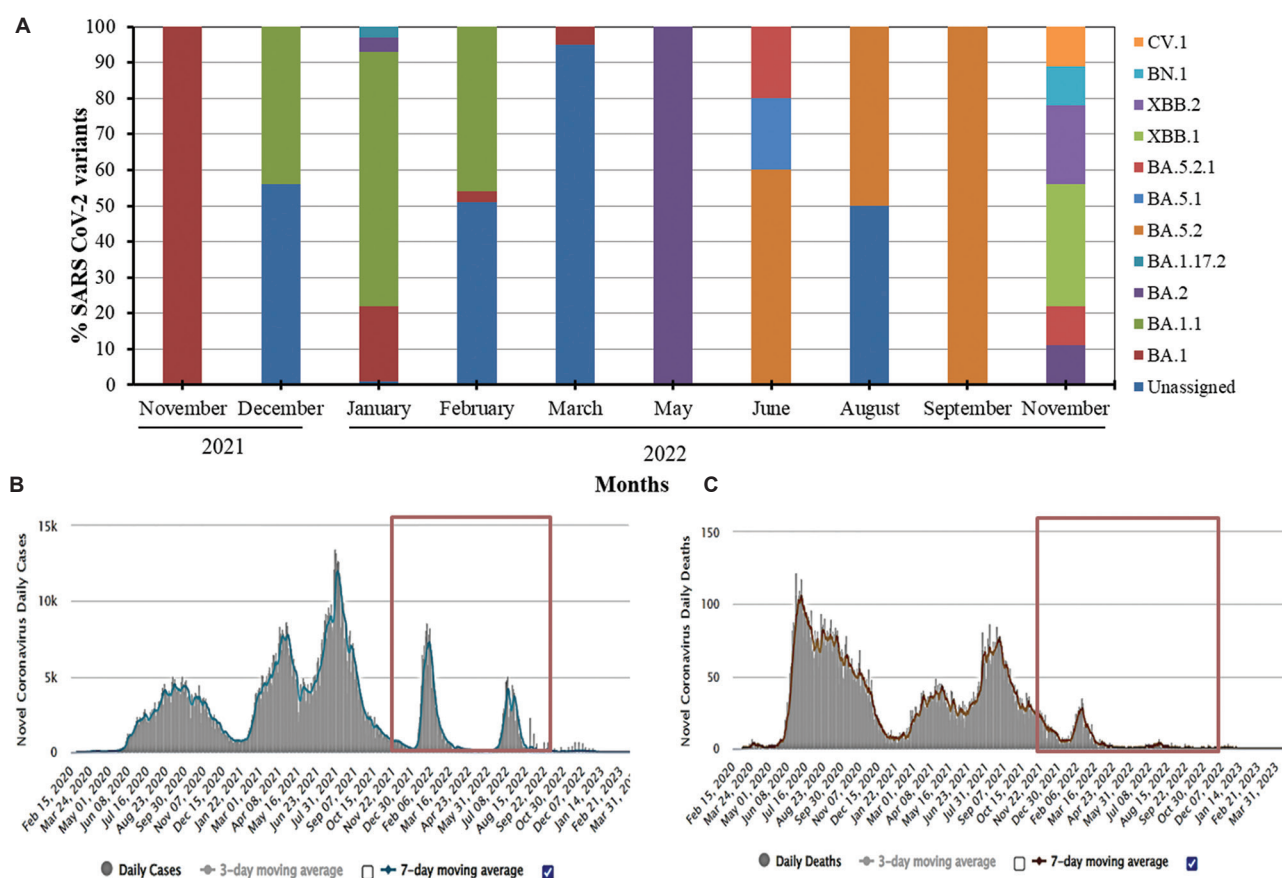 A
% SARS CoV-2 variants
100
90
80
70
60
50
40
30
20
10
0
November December January February March May June August September November
2021 2022
Months
CV.1
BN.1
XBB.2
XBB.1
BA.5.2.1
BA.5.1
BA.5.2
BA.1.17.2
BA.2
BA.1.1
BA.1
Unassigned
B
Novel Coronavirus Daily Cases
15k
10k
5k
0
Feb 15, 2020
Mar 24, 2020
May 01, 2020
Jun 08, 2020
Jul 16, 2020
Aug 23, 2020
Sep 30, 2020
Nov 07, 2020
Dec 15, 2020
Jan 22, 2021
Mar 01, 2021
Apr 08, 2021
May 16, 2021
Jun 23, 2021
Jul 31, 2021
Sep 07, 2021
Oct 15, 2021
Nov 22, 2021
Dec 30, 2021
Feb 06, 2022
Mar 16, 2022
Apr 23, 2022
May 31, 2022
Jul 08, 2022
Aug 15, 2022
Sep 22, 2022
Oct 30, 2022
Dec 07, 2022
Jan 14, 2023
Feb 21, 2023
Mar 31, 2023
Daily Cases 3-day moving average 7-day moving average
C
Novel Coronavirus Daily Deaths
150
100
50
0
Feb 15, 2020
Mar 24, 2020
May 01, 2020
Jun 08, 2020
Jul 16, 2020
Aug 23, 2020
Sep 30, 2020
Nov 07, 2020
Dec 15, 2020
Jan 22, 2021
Mar 01, 2021
Apr 08, 2021
May 16, 2021
Jun 23, 2021
Jul 31, 2021
Sep 07, 2021
Oct 15, 2021
Nov 22, 2021
Dec 30, 2021
Feb 06, 2022
Mar 16, 2022
Apr 23, 2022
May 31, 2022
Jul 08, 2022
Aug 15, 2022
Sep 22, 2022
Oct 30, 2022
Dec 07, 2022
Jan 14, 2023
Feb 21, 2023
Mar 31, 2023
Daily Deaths 3-day moving average 7-day moving average